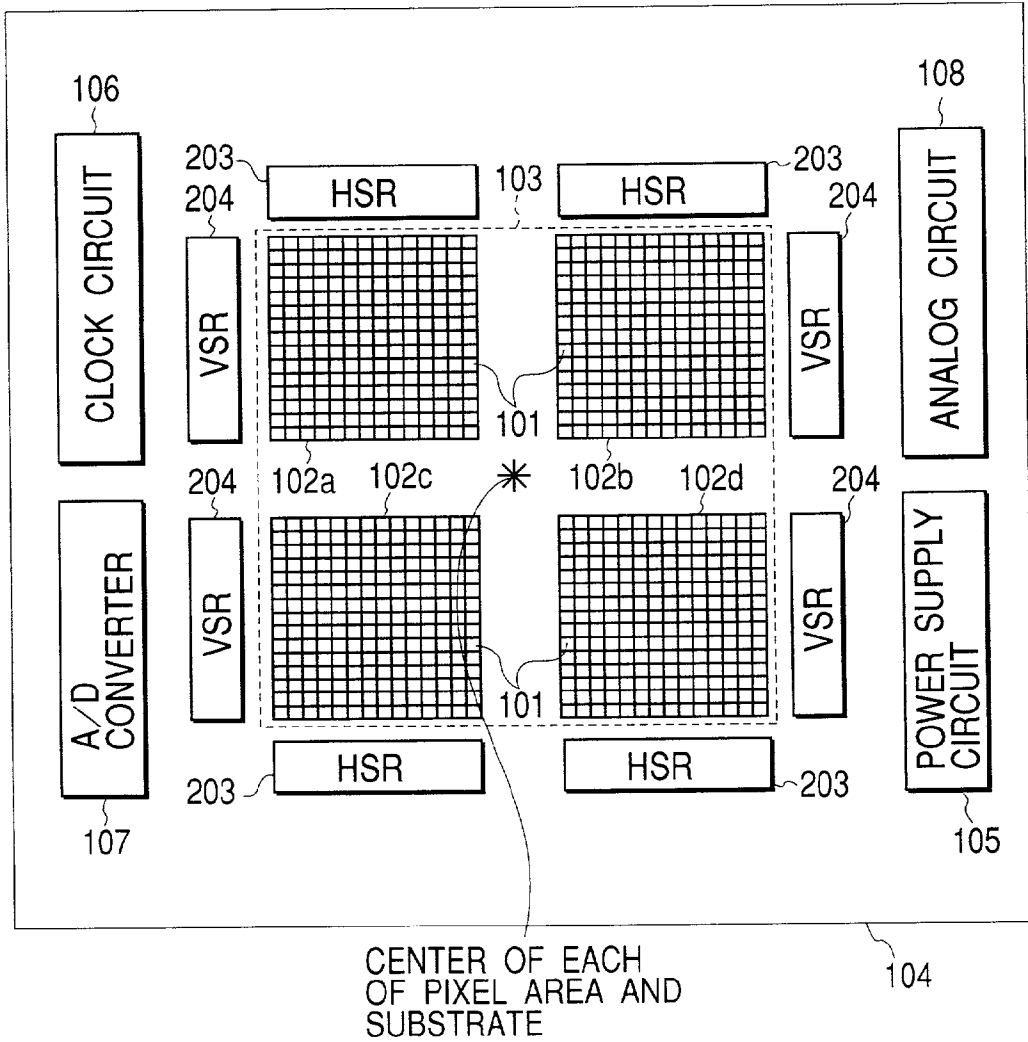 106
108
203
HSR
103
HSR
203
204
204
CLOCK CIRCUIT
VSR
VSR
ANALOG CIRCUIT
101
102a
102c
102b
102d
204
204
A/D
CONVERTER
VSR
VSR
POWER SUPPLY
CIRCUIT
101
203
HSR
HSR
203
107
105
CENTER OF EACH
OF PIXEL AREA AND
SUBSTRATE
104